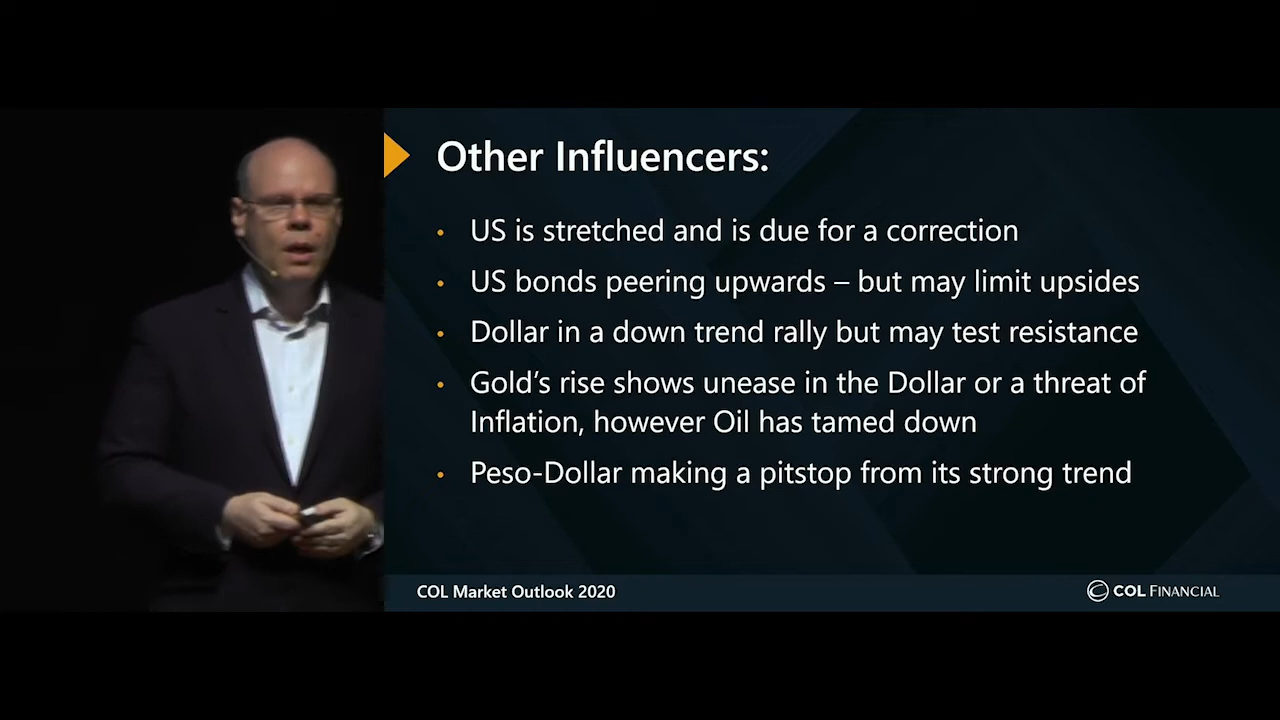 Other Influencers:
• US is stretched and is due for a correction
• US bonds peering upwards – but may limit upsides
• Dollar in a down trend rally but may test resistance
• Gold’s rise shows unease in the Dollar or a threat of
Inflation, however Oil has tamed down
• Peso-Dollar making a pitstop from its strong trend
COL Market Outlook 2020
COL FINANCIAL